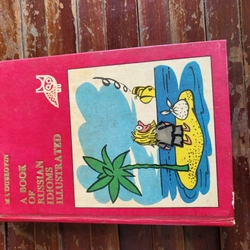 M.I. DUBROVIN
A BOOK
OF
RUSSIAN
IDIOMS
ILLUSTRATED